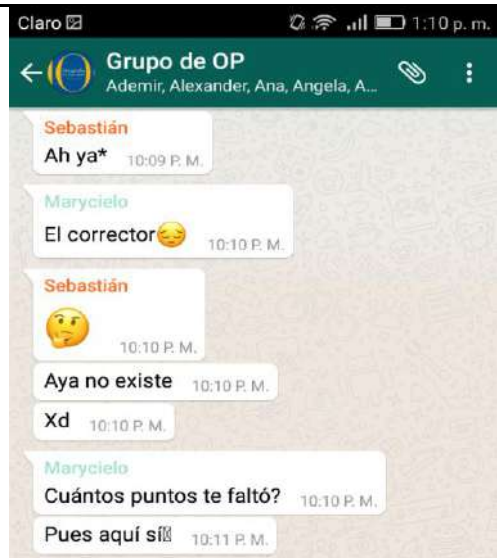 Claro 1:10 p. m.
Grupo de OP
Ademir, Alexander, Ana, Angela, A...
Sebastián
Ah ya* 10:09 P. M.
Marycielo
El corrector😔 10:10 P. M.
Sebastián
🤔
10:10 P. M.
Aya no existe 10:10 P. M.
Xd 10:10 P. M.
Marycielo
Cuántos puntos te faltó? 10:10 P. M.
Pues aquí sí 10:11 P. M.